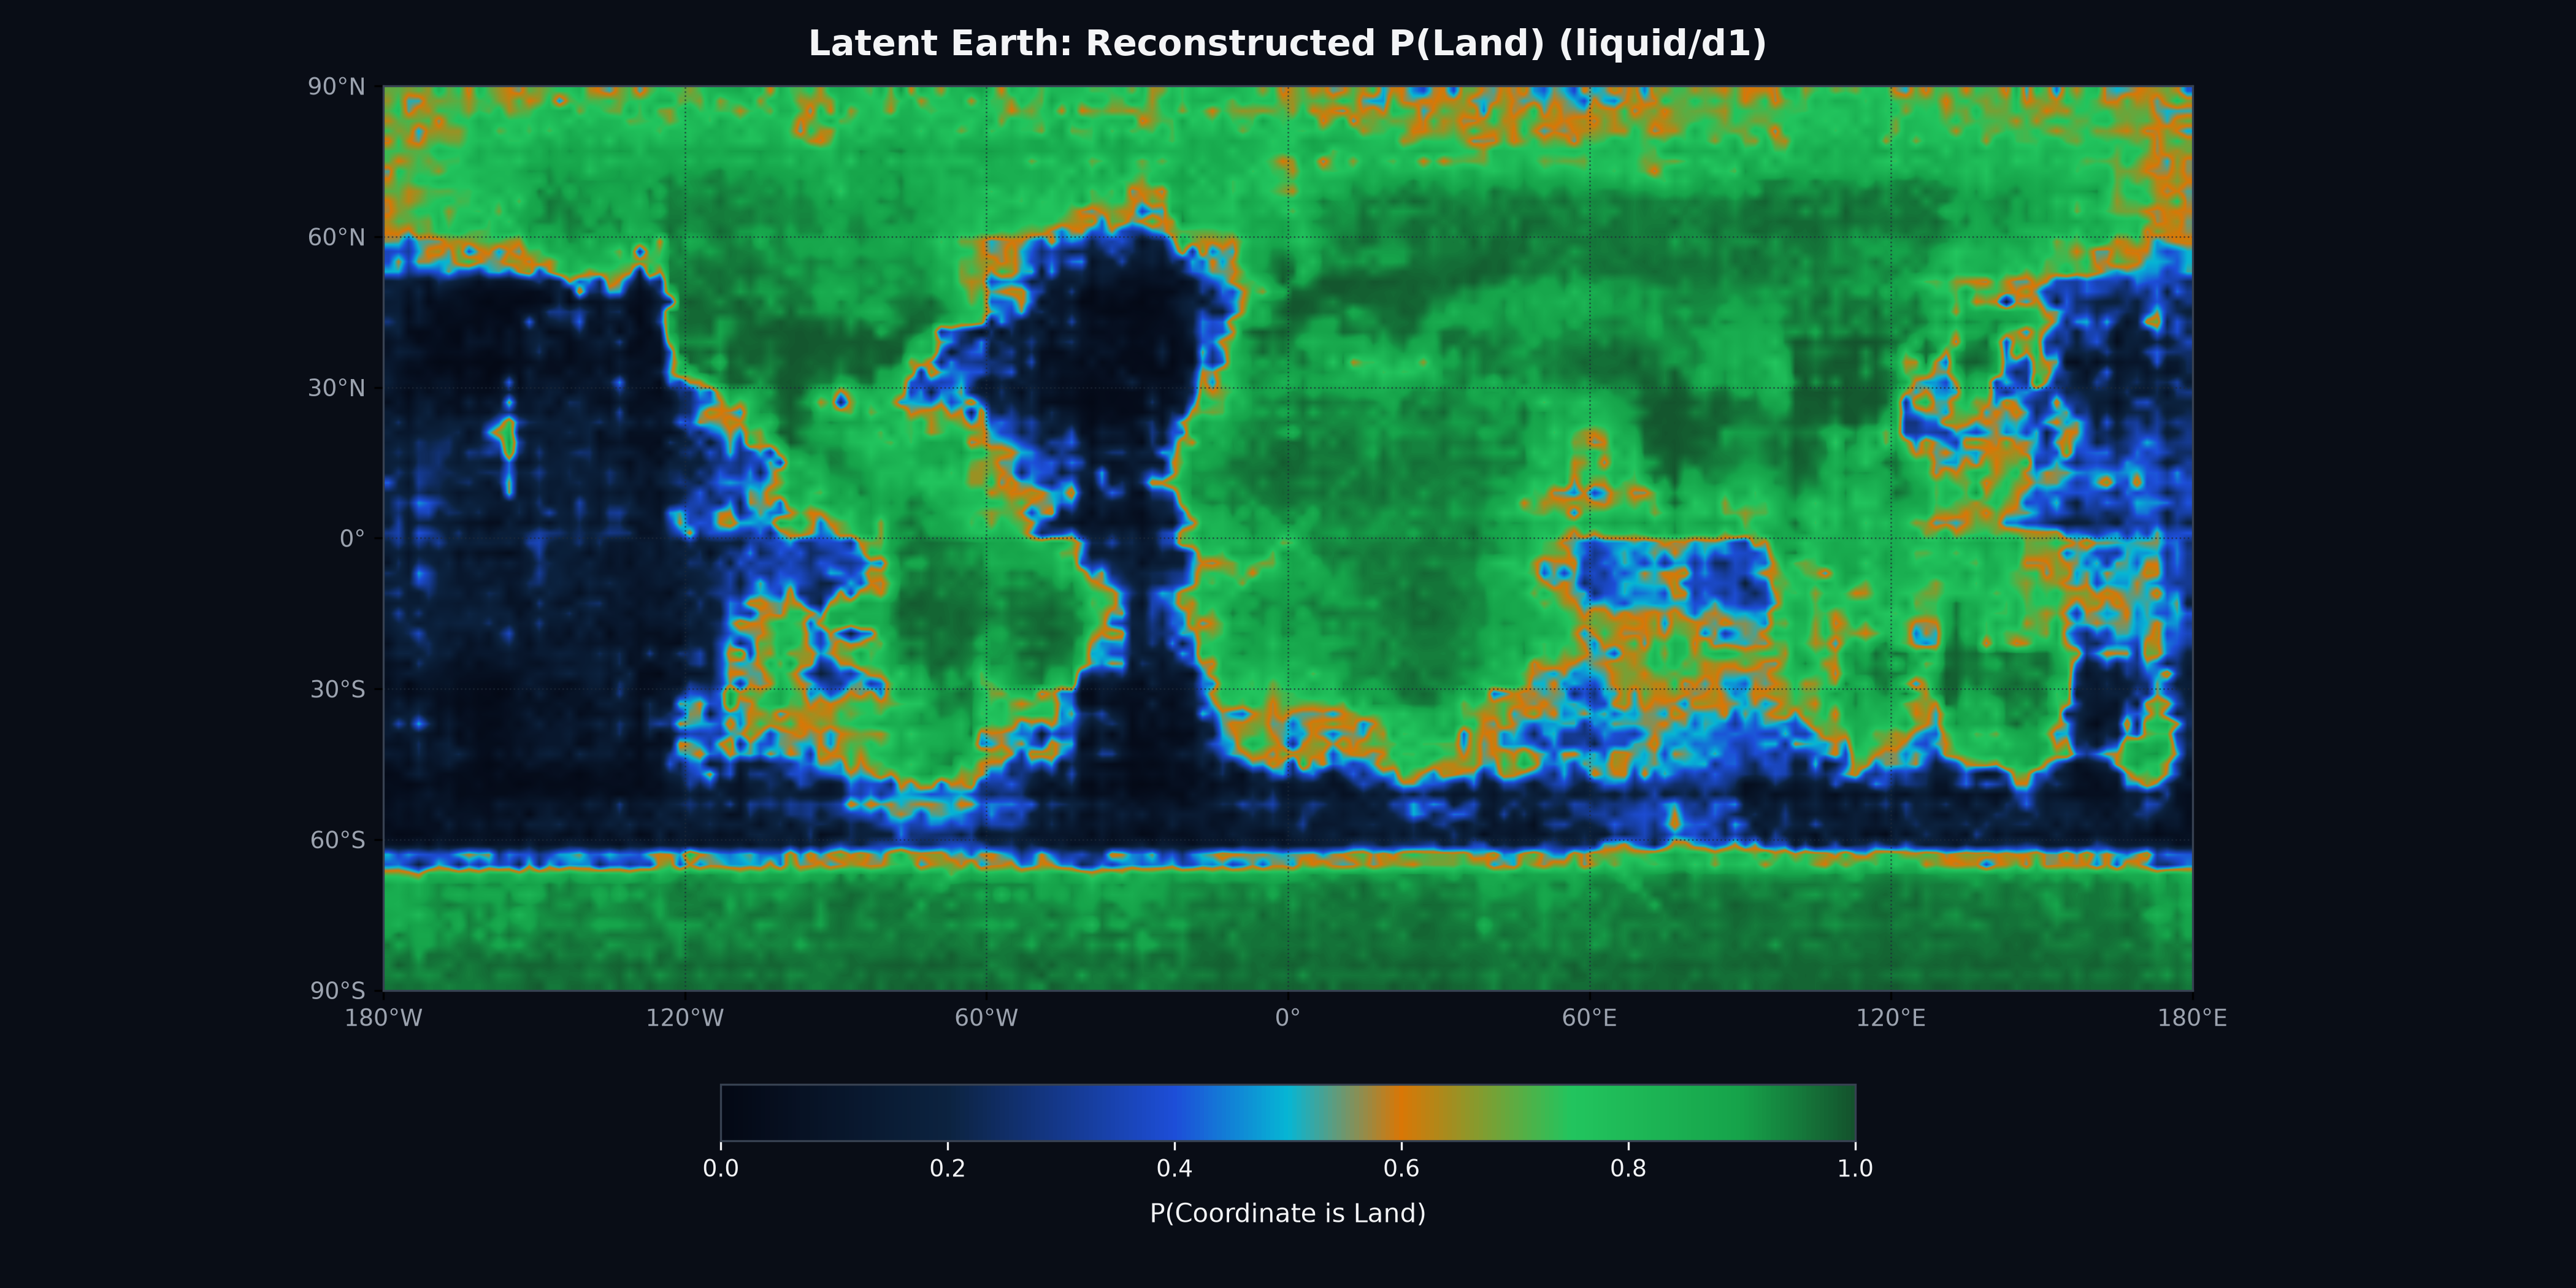 Latent Earth: Reconstructed P(Land) (liquid/d1)
90°N
60°N
30°N
0°
30°S
60°S
90°S
180°W 120°W 60°W 0° 60°E 120°E 180°E
0.0 0.2 0.4 0.6 0.8 1.0
P(Coordinate is Land)